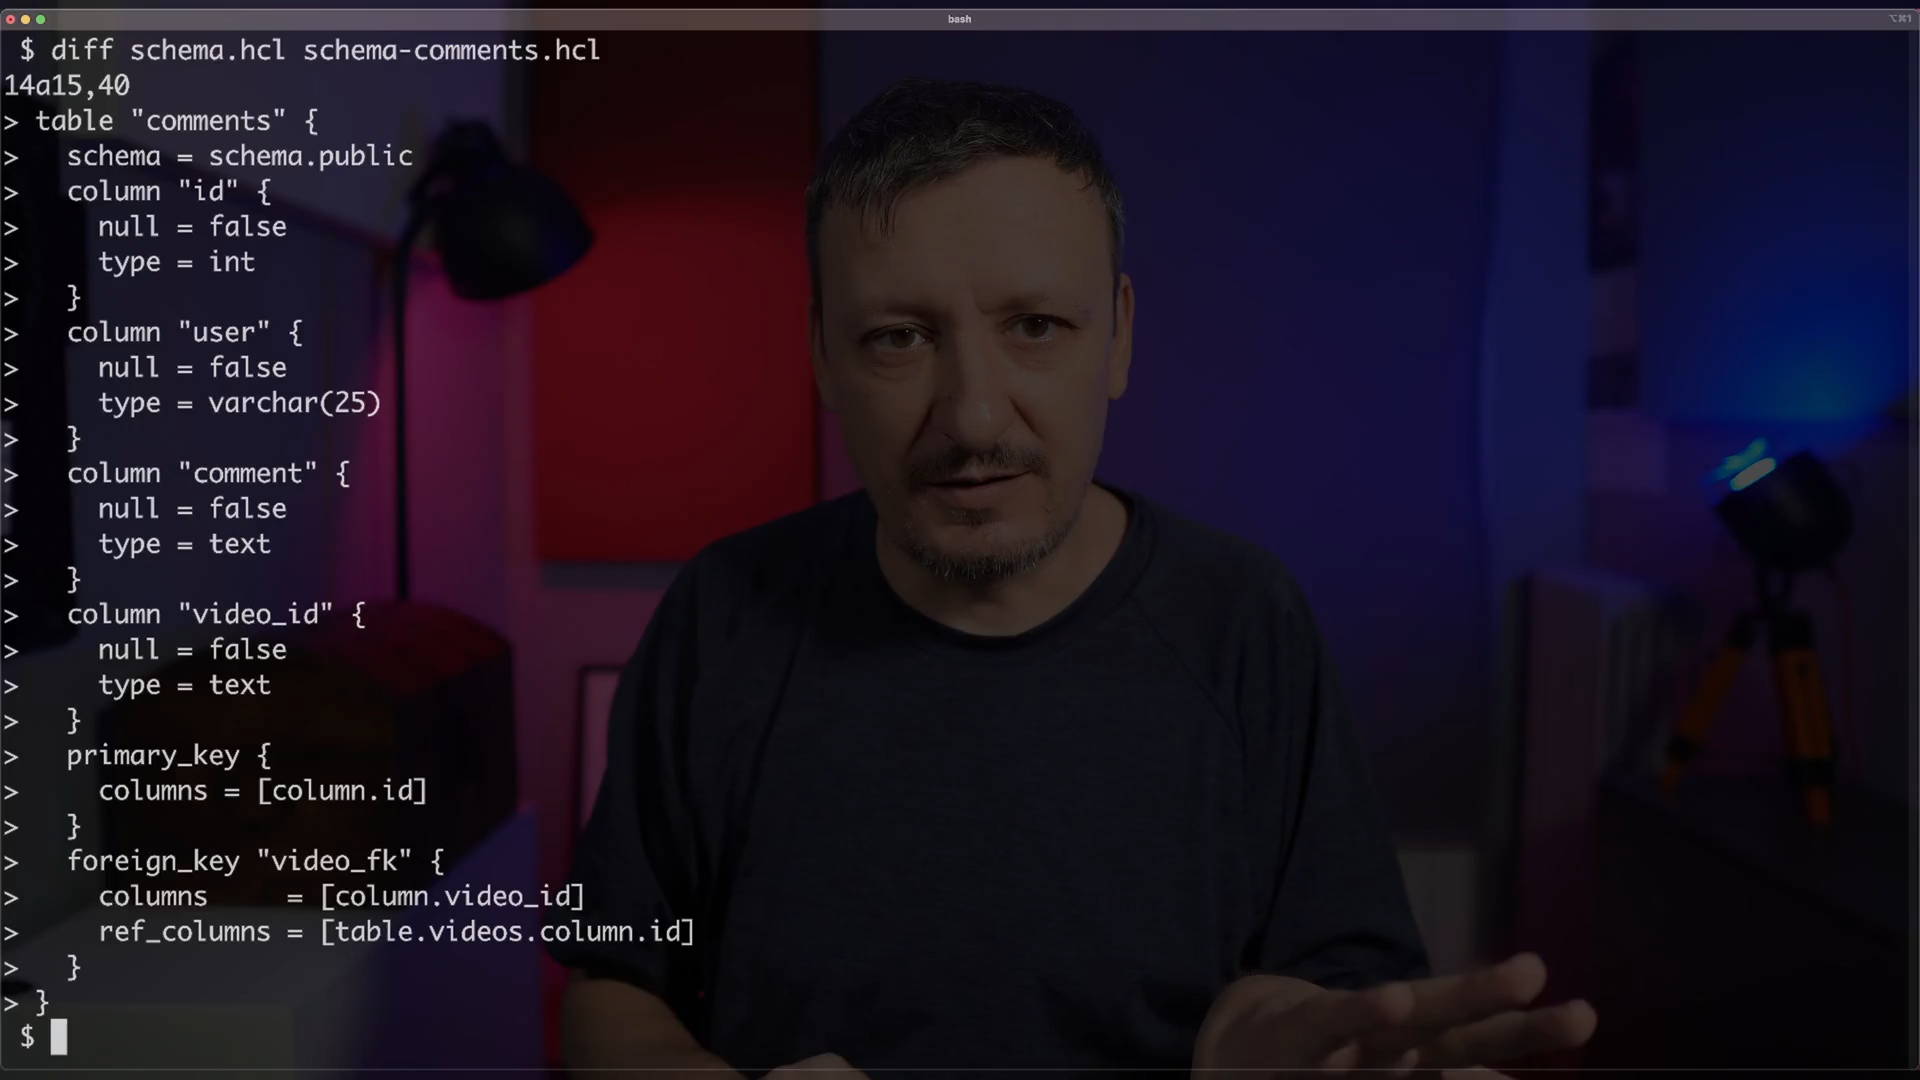 bash
⌥⌘1
$ diff schema.hcl schema-comments.hcl
14a15,40
> table "comments" {
>   schema = schema.public
>   column "id" {
>     null = false
>     type = int
>   }
>   column "user" {
>     null = false
>     type = varchar(25)
>   }
>   column "comment" {
>     null = false
>     type = text
>   }
>   column "video_id" {
>     null = false
>     type = text
>   }
>   primary_key {
>     columns = [column.id]
>   }
>   foreign_key "video_fk" {
>     columns     = [column.video_id]
>     ref_columns = [table.videos.column.id]
>   }
> }
$